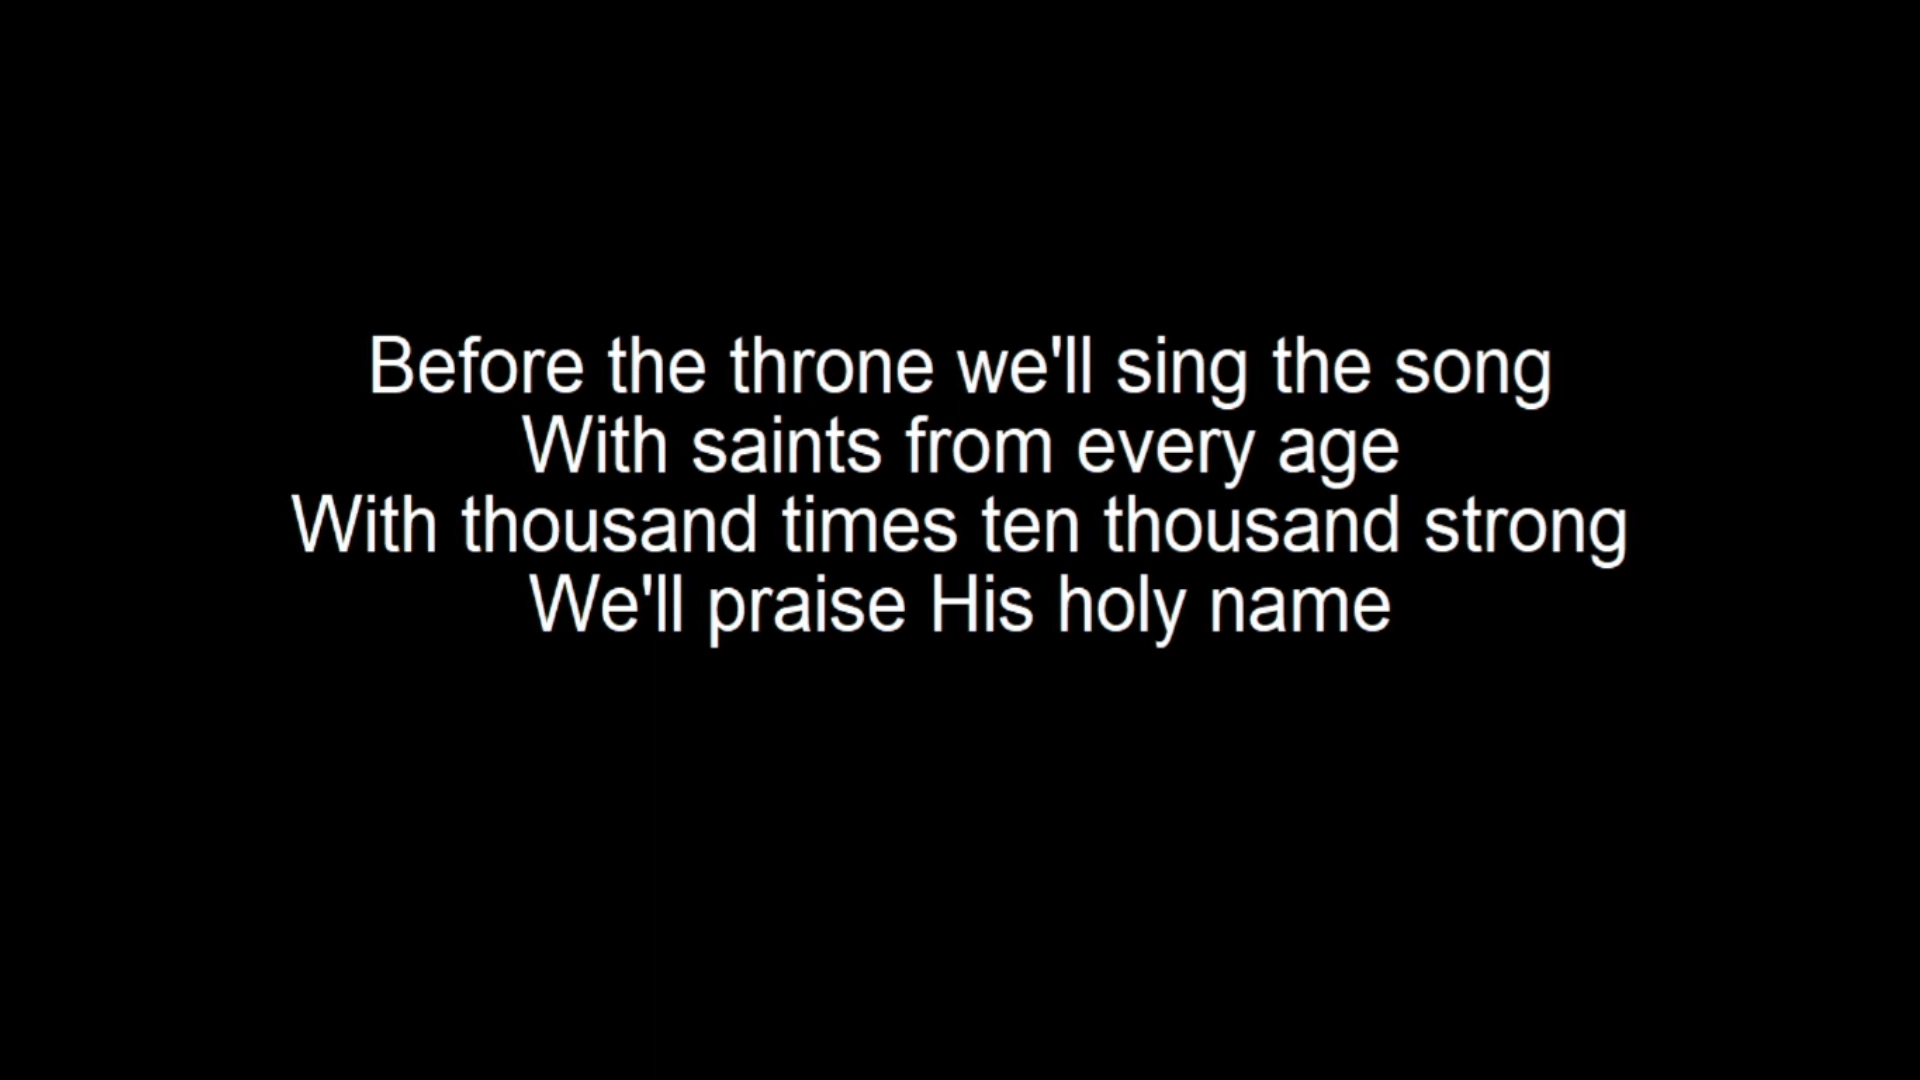 Before the throne we'll sing the song
With saints from every age
With thousand times ten thousand strong
We'll praise His holy name